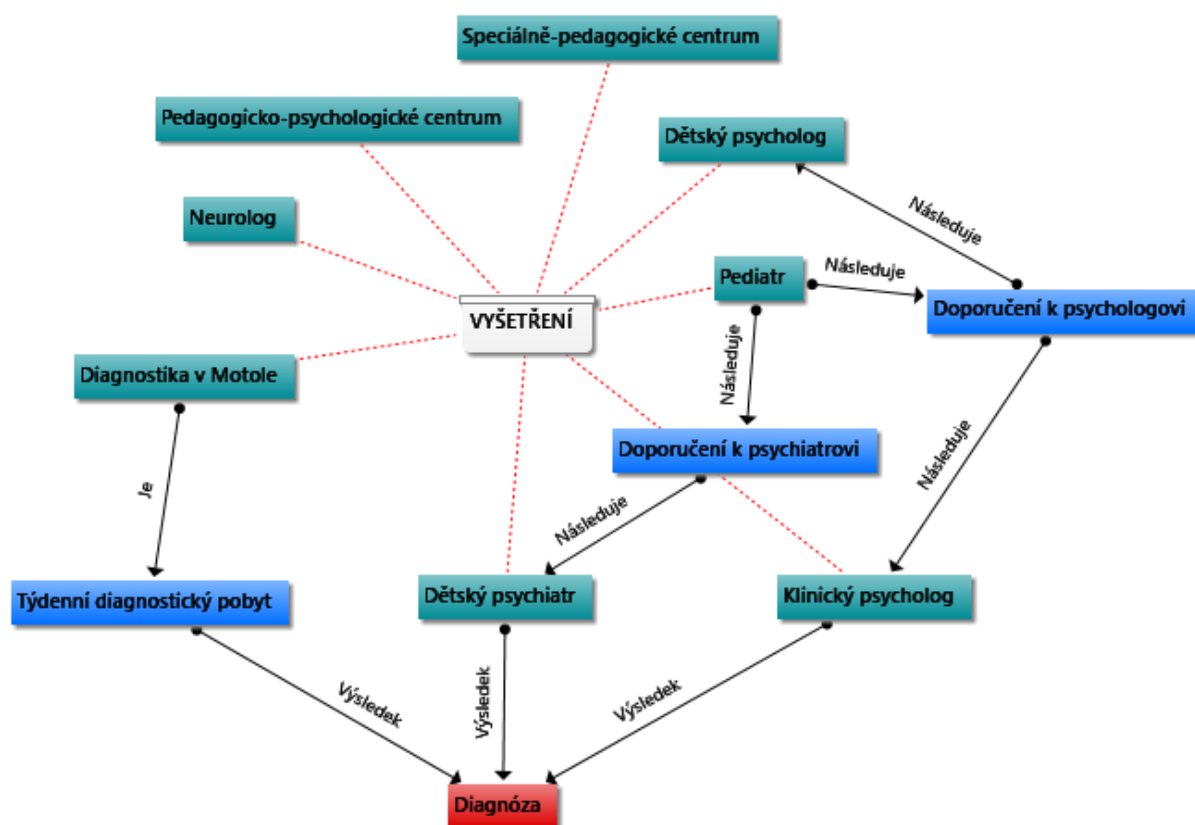 Speciálně-pedagogické centrum
Pedagogicko-psychologické centrum
Dětský psycholog
Neurolog
Následuje
Pediatr
Následuje
Doporučení k psychologovi
VYŠETŘENÍ
Diagnostika v Motole
Následuje
Doporučení k psychiatrovi
Následuje
Je
Následuje
Týdenní diagnostický pobyt
Dětský psychiatr
Klinický psycholog
Výsledek
Výsledek
Výsledek
Diagnóza